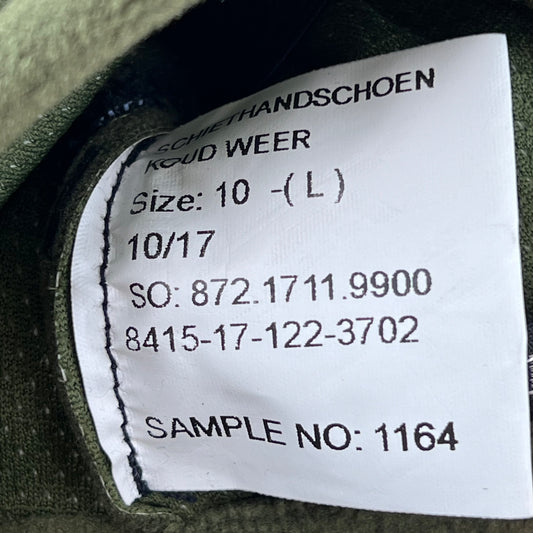 SCHIETHANDSCHOEN
KOUD WEER
Size: 10 -( L )
10/17
SO: 872.1711.9900
8415-17-122-3702
SAMPLE NO: 1164